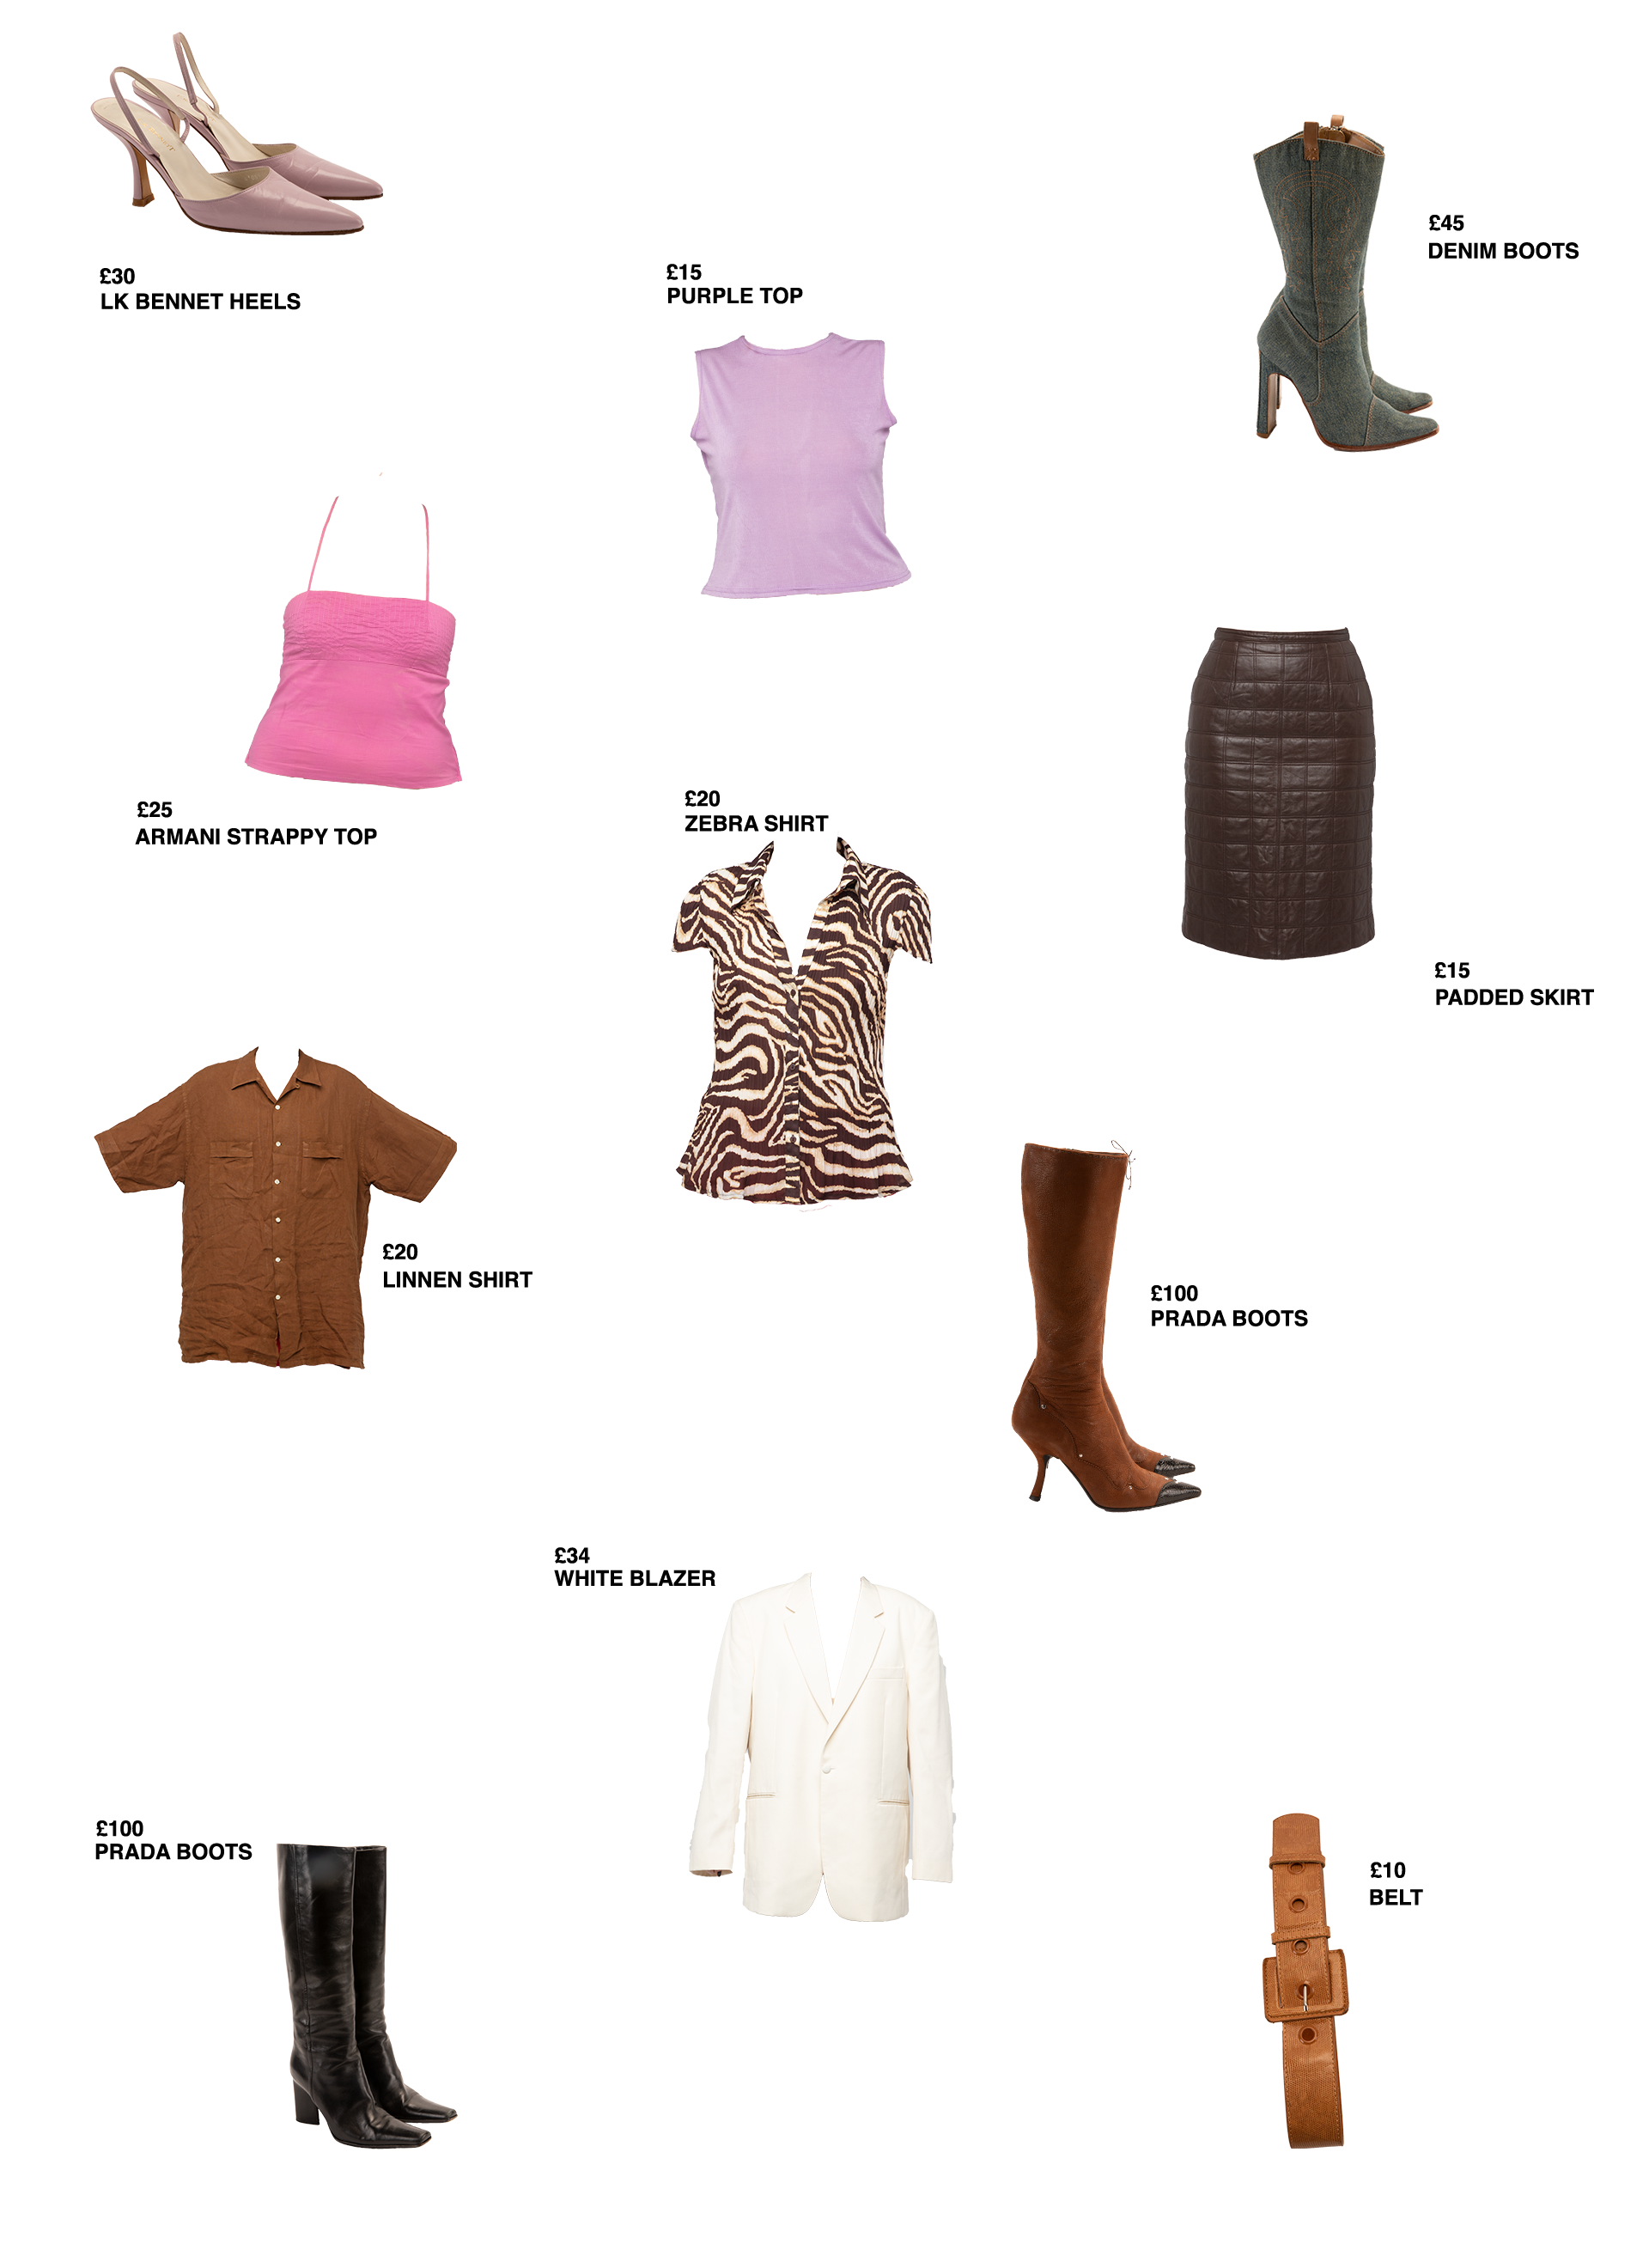 £30
LK BENNET HEELS
£15
PURPLE TOP
£45
DENIM BOOTS
£25
ARMANI STRAPPY TOP
£20
ZEBRA SHIRT
£15
PADDED SKIRT
£20
LINNEN SHIRT
£100
PRADA BOOTS
£34
WHITE BLAZER
£100
PRADA BOOTS
£10
BELT